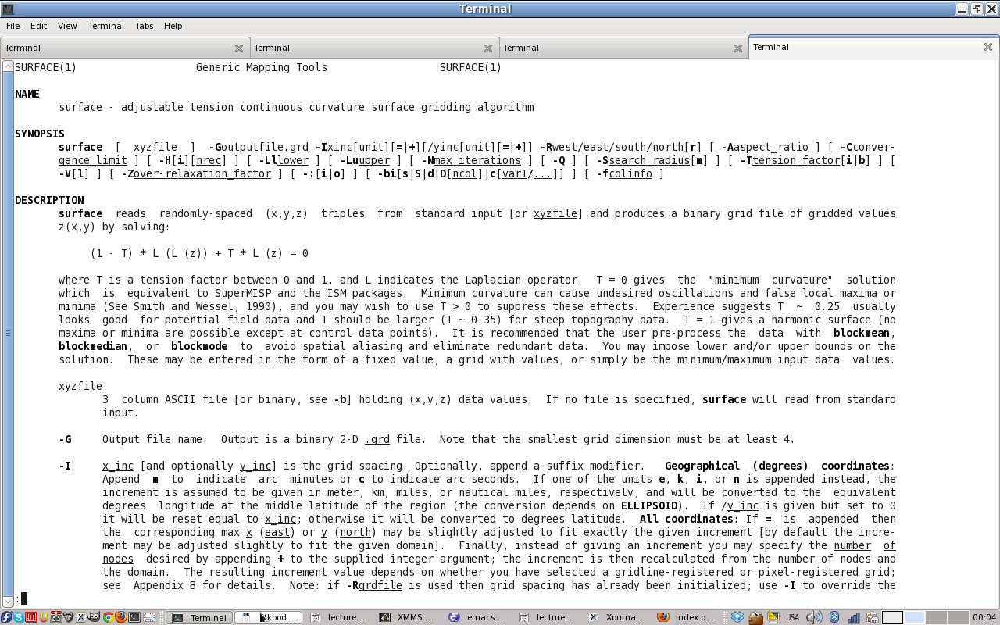 Terminal
File Edit View Terminal Tabs Help
Terminal Terminal Terminal Terminal
SURFACE(1) Generic Mapping Tools SURFACE(1)
NAME
surface - adjustable tension continuous curvature surface gridding algorithm
SYNOPSIS
surface [ xyzfile ] -Goutputfile.grd -Ixinc[unit][=|+][/yinc[unit][=|+]] -Rwest/east/south/north[r] [ -Aaspect_ratio ] [ -Cconver-
gence_limit ] [ -H[i][nrec] ] [ -Lllower ] [ -Luupper ] [ -Nmax_iterations ] [ -Q ] [ -Ssearch_radius[m] ] [ -Ttension_factor[i|b] ] [
-V[l] ] [ -Zover-relaxation_factor ] [ -:[i|o] ] [ -bi[s|S|d|D[ncol]|c[var1/...]] ] [ -fcolinfo ]
DESCRIPTION
surface reads randomly-spaced (x,y,z) triples from standard input [or xyzfile] and produces a binary grid file of gridded values
z(x,y) by solving:
(1 - T) * L (L (z)) + T * L (z) = 0
where T is a tension factor between 0 and 1, and L indicates the Laplacian operator. T = 0 gives the "minimum curvature" solution
which is equivalent to SuperMISP and the ISM packages. Minimum curvature can cause undesired oscillations and false local maxima or
minima (See Smith and Wessel, 1990), and you may wish to use T > 0 to suppress these effects. Experience suggests T ~ 0.25 usually
looks good for potential field data and T should be larger (T ~ 0.35) for steep topography data. T = 1 gives a harmonic surface (no
maxima or minima are possible except at control data points). It is recommended that the user pre-process the data with blockmean,
blockmedian, or blockmode to avoid spatial aliasing and eliminate redundant data. You may impose lower and/or upper bounds on the
solution. These may be entered in the form of a fixed value, a grid with values, or simply be the minimum/maximum input data values.
xyzfile
3 column ASCII file [or binary, see -b] holding (x,y,z) data values. If no file is specified, surface will read from standard
input.
-G Output file name. Output is a binary 2-D .grd file. Note that the smallest grid dimension must be at least 4.
-I x_inc [and optionally y_inc] is the grid spacing. Optionally, append a suffix modifier. Geographical (degrees) coordinates:
Append m to indicate arc minutes or c to indicate arc seconds. If one of the units e, k, i, or n is appended instead, the
increment is assumed to be given in meter, km, miles, or nautical miles, respectively, and will be converted to the equivalent
degrees longitude at the middle latitude of the region (the conversion depends on ELLIPSOID). If /y_inc is given but set to 0
it will be reset equal to x_inc; otherwise it will be converted to degrees latitude. All coordinates: If = is appended then
the corresponding max x (east) or y (north) may be slightly adjusted to fit exactly the given increment [by default the incre-
ment may be adjusted slightly to fit the given domain]. Finally, instead of giving an increment you may specify the number of
nodes desired by appending + to the supplied integer argument; the increment is then recalculated from the number of nodes and
the domain. The resulting increment value depends on whether you have selected a gridline-registered or pixel-registered grid;
see Appendix B for details. Note: if -Rgrdfile is used then grid spacing has already been initialized; use -I to override the
:
Terminal lecture... XMMS ... emacs... lecture... Xourna... Index o... USA 00:04